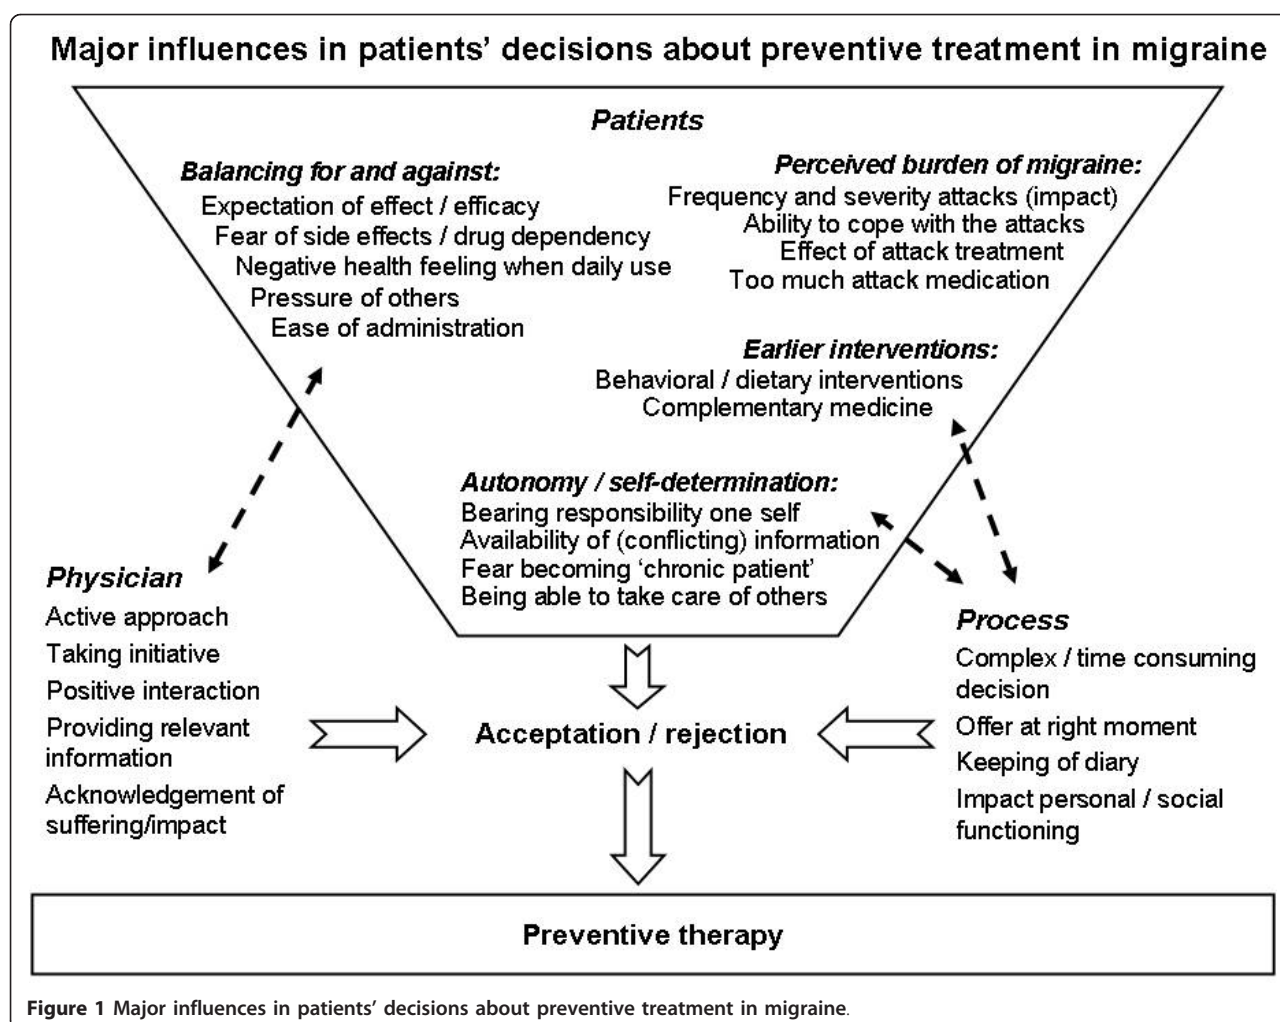 Major influences in patients’ decisions about preventive treatment in migraine
Patients
Balancing for and against:
Expectation of effect / efficacy
Fear of side effects / drug dependency
Negative health feeling when daily use
Pressure of others
Ease of administration
Perceived burden of migraine:
Frequency and severity attacks (impact)
Ability to cope with the attacks
Effect of attack treatment
Too much attack medication
Earlier interventions:
Behavioral / dietary interventions
Complementary medicine
Autonomy / self-determination:
Bearing responsibility one self
Availability of (conflicting) information
Fear becoming ‘chronic patient’
Being able to take care of others
Physician
Active approach
Taking initiative
Positive interaction
Providing relevant
information
Acknowledgement of
suffering/impact
Acceptation / rejection
Process
Complex / time consuming
decision
Offer at right moment
Keeping of diary
Impact personal / social
functioning
Preventive therapy
Figure 1 Major influences in patients’ decisions about preventive treatment in migraine.